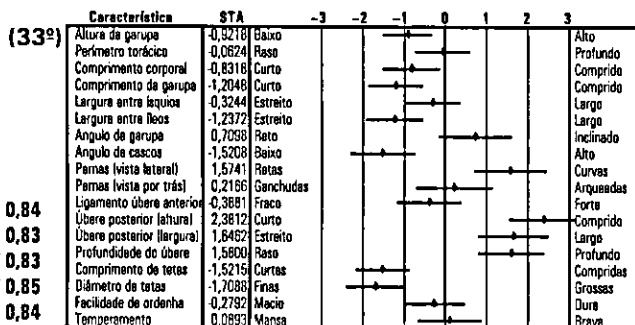 Característica STA -3 -2 -1 0 1 2 3
(33º) Altura da garupa -0,9218 Baixo Alto
Perímetro torácico -0,0624 Raso Profundo
Comprimento corporal -0,8316 Curto Comprido
Comprimento da garupa -1,2048 Curto Comprido
Largura entre ísquios -0,3244 Estreito Largo
Largura entre íleos -1,2372 Estreito Largo
Angulo de garupa 0,7098 Reto Inclinado
Angulo de cascos -1,5208 Baixo Alto
Pernas (vista lateral) 1,5741 Retas Curvas
Pernas (vista por trás) 0,2166 Ganchudas Arqueadas
Ligamento úbere anterior -0,3681 Fraco Forte
0,84 Úbere posterior (altura) 2,3812 Curto Comprido
0,83 Úbere posterior (largura) 1,6462 Estreito Largo
0,83 Profundidade do úbere 1,5600 Raso Profundo
Comprimento de tetas -1,5215 Curtas Compridas
0,85 Diâmetro de tetas -1,7088 Finas Grossas
0,84 Facilidade de ordenha -0,2792 Macio Dura
Temperamento 0,0893 Mansa Brava